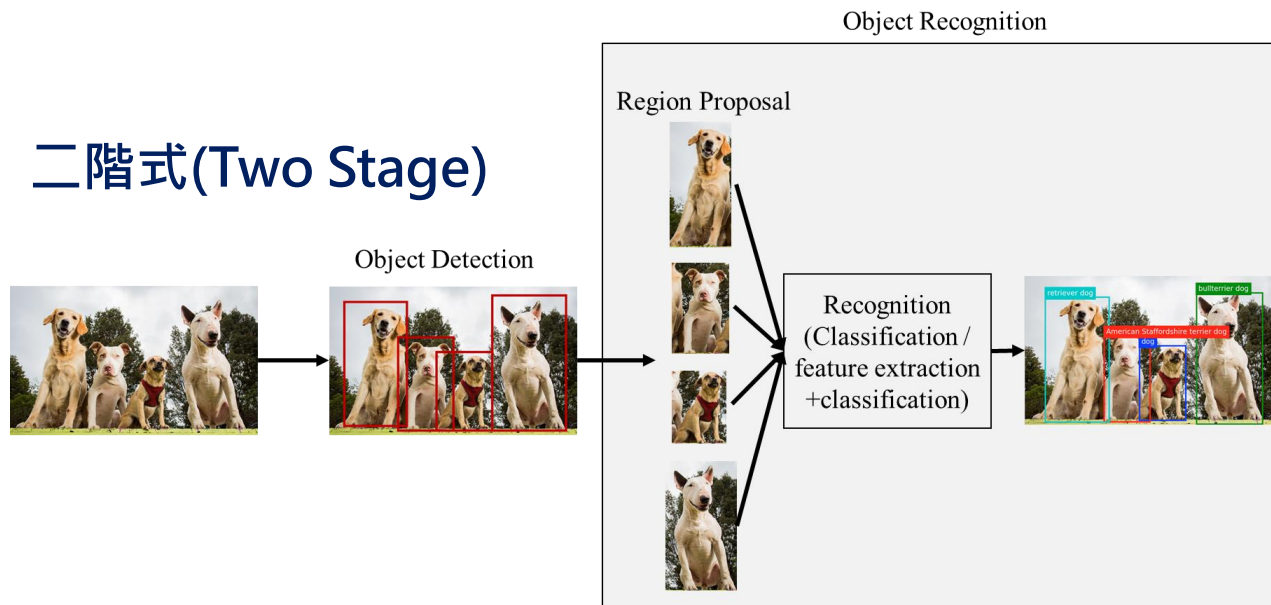 Object Recognition
Region Proposal
二階式(Two Stage)
Object Detection
Recognition
(Classification /
feature extraction
+classification)
retriever dog
bullterrier dog
American Staffordshire terrier dog
dog